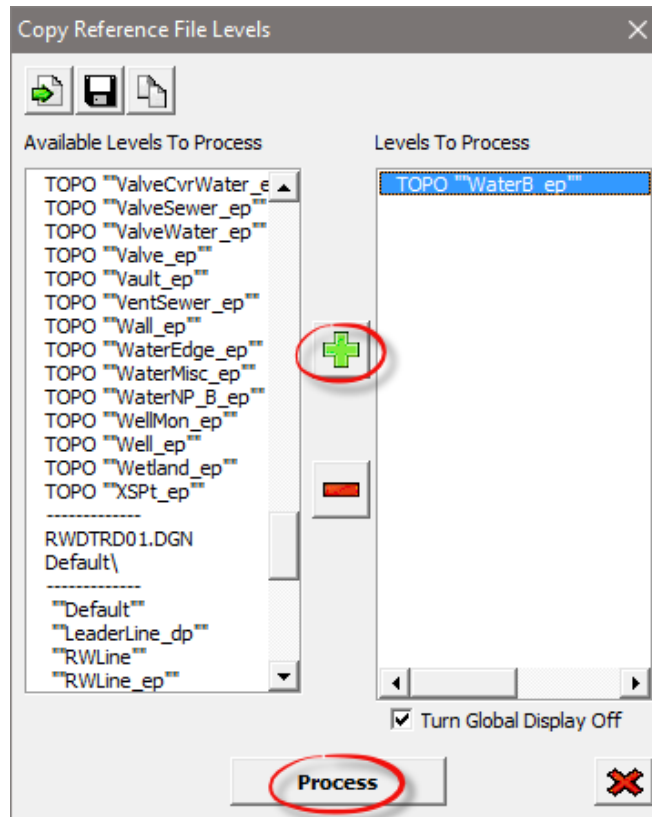 Copy Reference File Levels
Available Levels To Process
Levels To Process
TOPO ""ValveCvrWater_e
TOPO ""ValveSewer_ep""
TOPO ""ValveWater_ep""
TOPO ""Valve_ep""
TOPO ""Vault_ep""
TOPO ""VentSewer_ep""
TOPO ""Wall_ep""
TOPO ""WaterEdge_ep""
TOPO ""WaterMisc_ep""
TOPO ""WaterNP_B_ep""
TOPO ""WellMon_ep""
TOPO ""Well_ep""
TOPO ""Wetland_ep""
TOPO ""XSPt_ep""
-------------
RWDTRD01.DGN
Default\
-------------
""Default""
""LeaderLine_dp""
""RWLine""
""RWLine_ep""
TOPO ""WaterB_ep""
Turn Global Display Off
Process